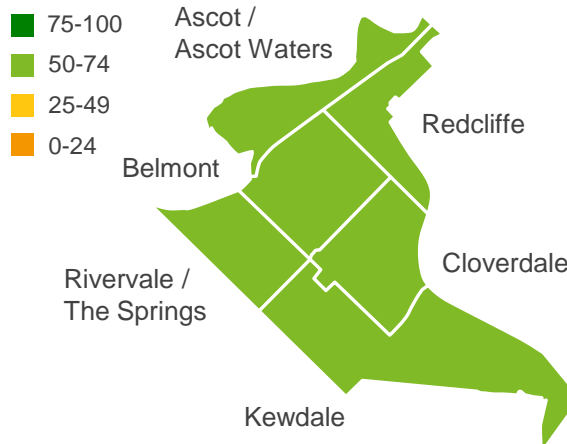 75-100
50-74
25-49
0-24
Ascot /
Ascot Waters
Redcliffe
Belmont
Cloverdale
Rivervale /
The Springs
Kewdale